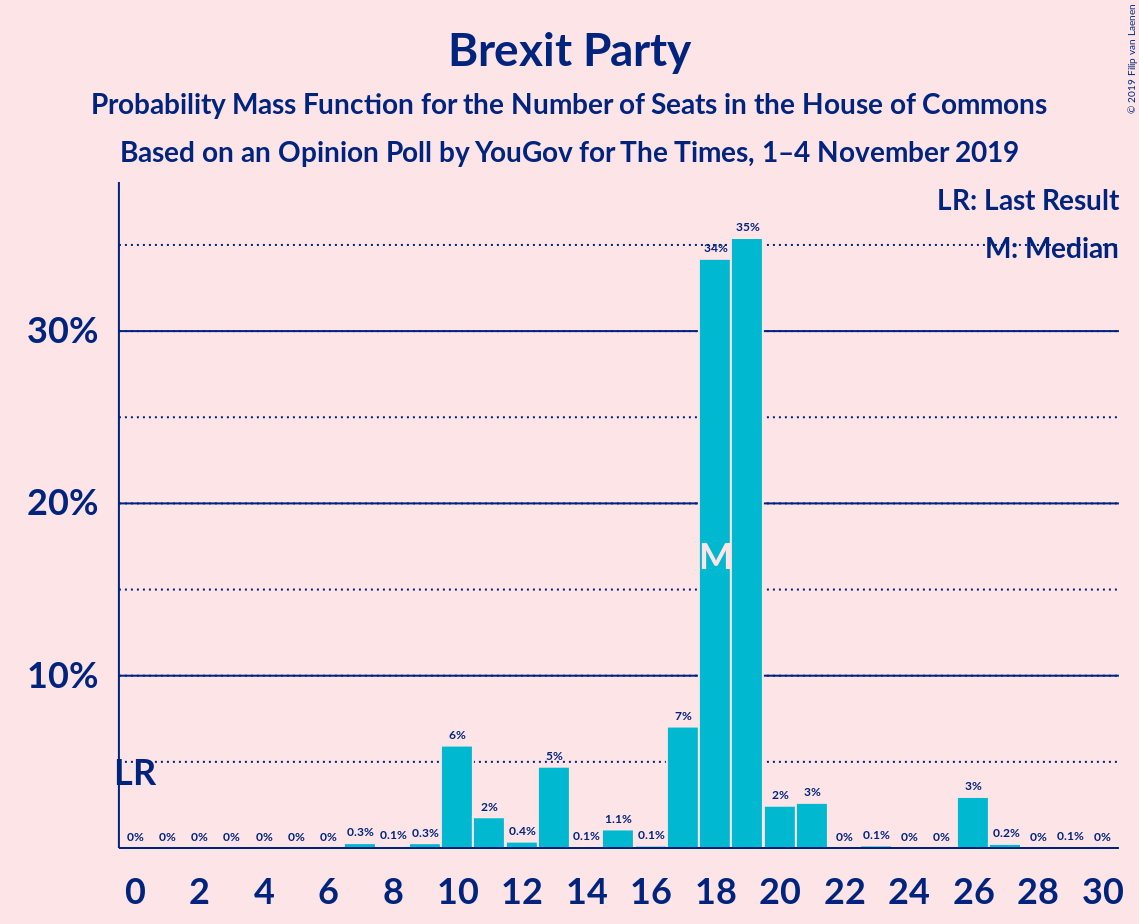 Brexit Party
Probability Mass Function for the Number of Seats in the House of Commons
Based on an Opinion Poll by YouGov for The Times, 1–4 November 2019
© 2019 Filip van Laenen
LR: Last Result
M: Median
30%
20%
10%
LR
M
0% 0% 0% 0% 0% 0% 0% 0.3% 0.1% 0.3% 6% 2% 0.4% 5% 0.1% 1.1% 0.1% 7% 34% 35% 2% 3% 0% 0.1% 0% 0% 3% 0.2% 0% 0.1% 0%
0 2 4 6 8 10 12 14 16 18 20 22 24 26 28 30